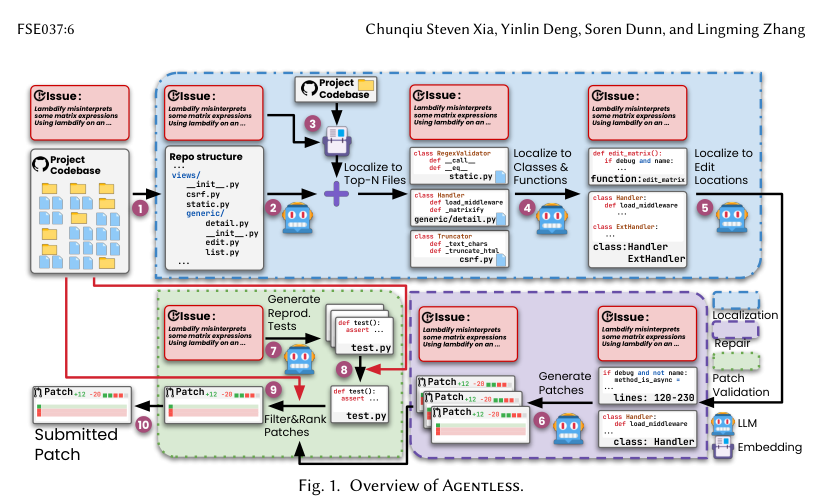 FSE037:6
Chunqiu Steven Xia, Yinlin Deng, Soren Dunn, and Lingming Zhang
Issue:
Lambdify misinterprets
some matrix expressions
Using lambdify on an ...
Project
Codebase
1
Issue:
Lambdify misinterprets
some matrix expressions
Using lambdify on an ...
Repo structure
...
views/
__init__.py
csrf.py
static.py
generic/
detail.py
__init__.py
edit.py
list.py
...
2
Project
Codebase
3
Localize to
Top-N Files
Issue:
Lambdify misinterprets
some matrix expressions
Using lambdify on an ...
class RegexValidator
def __call__
def __eq__
static.py
class Handler
def load_middleware
def _matrixify
generic/detail.py
class Truncator
def _text_chars
def _truncate_html
csrf.py
Localize to
Classes &
Functions
4
Issue:
Lambdify misinterprets
some matrix expressions
Using lambdify on an ...
def edit_matrix():
if debug and name:
...
function:edit_matrix
class Handler:
def load_middleware
...
class ExtHandler:
...
class:Handler
ExtHandler
Localize to
Edit
Locations
5
Issue:
Lambdify misinterprets
some matrix expressions
Using lambdify on an ...
Generate
Reprod.
Tests
7
def test():
assert ...
test.py
8
def test():
assert ...
test.py
9
Filter&Rank
Patches
Patch +12 -20
Patch +12 -20
10
Submitted
Patch
Issue:
Lambdify misinterprets
some matrix expressions
Using lambdify on an ...
Patch +12 -20
Patch
Patch +12 -20
Generate
Patches
6
Issue:
Lambdify misinterprets
some matrix expressions
Using lambdify on an ...
if debug and not name:
method_is_async =
...
lines: 120-230
class Handler:
def load_middleware
...
class: Handler
Localization
Repair
Patch
Validation
LLM
Embedding
Fig. 1. Overview of AGENTLESS.